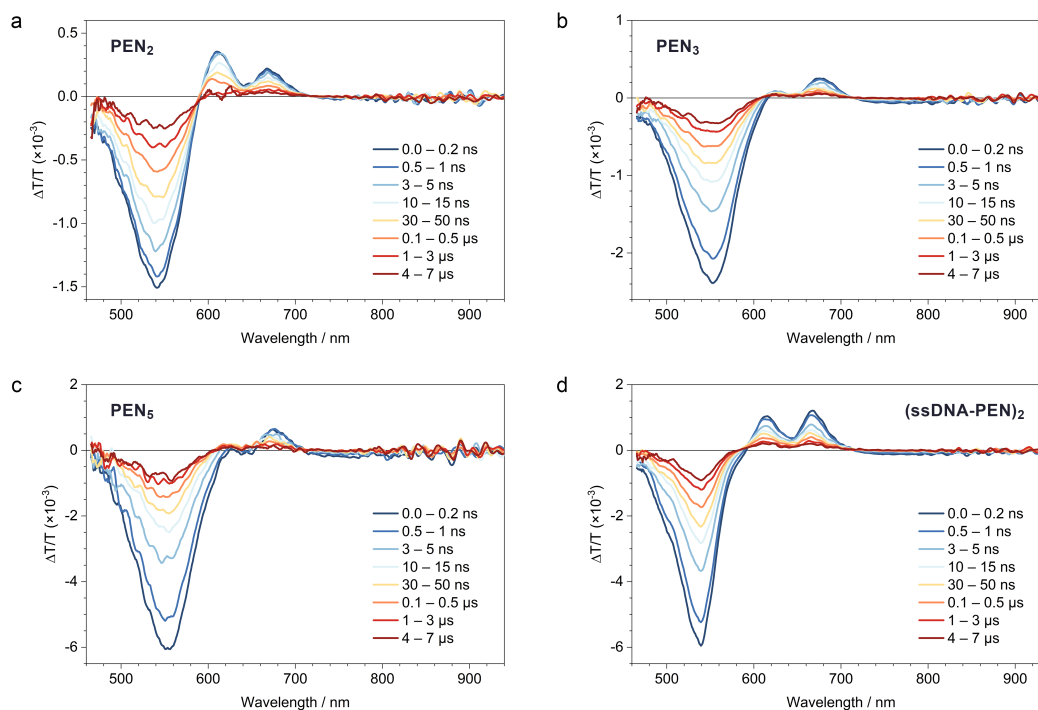 a
PEN₂
0.5
0.0
-0.5
-1.0
-1.5
ΔT/T (×10⁻³)
500 600 700 800 900
Wavelength / nm
0.0 – 0.2 ns
0.5 – 1 ns
3 – 5 ns
10 – 15 ns
30 – 50 ns
0.1 – 0.5 µs
1 – 3 µs
4 – 7 µs
b
PEN₃
1
0
-1
-2
ΔT/T (×10⁻³)
500 600 700 800 900
Wavelength / nm
0.0 – 0.2 ns
0.5 – 1 ns
3 – 5 ns
10 – 15 ns
30 – 50 ns
0.1 – 0.5 µs
1 – 3 µs
4 – 7 µs
c
PEN₅
2
0
-2
-4
-6
ΔT/T (×10⁻³)
500 600 700 800 900
Wavelength / nm
0.0 – 0.2 ns
0.5 – 1 ns
3 – 5 ns
10 – 15 ns
30 – 50 ns
0.1 – 0.5 µs
1 – 3 µs
4 – 7 µs
d
(ssDNA-PEN)₂
2
0
-2
-4
-6
ΔT/T (×10⁻³)
500 600 700 800 900
Wavelength / nm
0.0 – 0.2 ns
0.5 – 1 ns
3 – 5 ns
10 – 15 ns
30 – 50 ns
0.1 – 0.5 µs
1 – 3 µs
4 – 7 µs